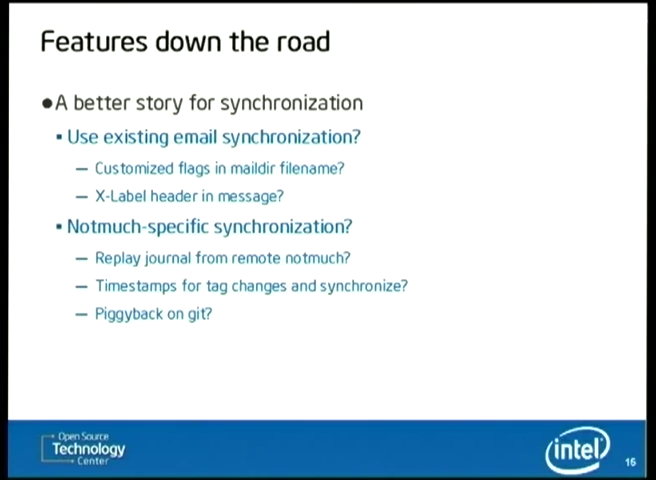 Features down the road
●A better story for synchronization
▪ Use existing email synchronization?
— Customized flags in maildir filename?
— X-Label header in message?
▪ Notmuch-specific synchronization?
— Replay journal from remote notmuch?
— Timestamps for tag changes and synchronize?
— Piggyback on git?
Open Source
Technology
Center
intel
16